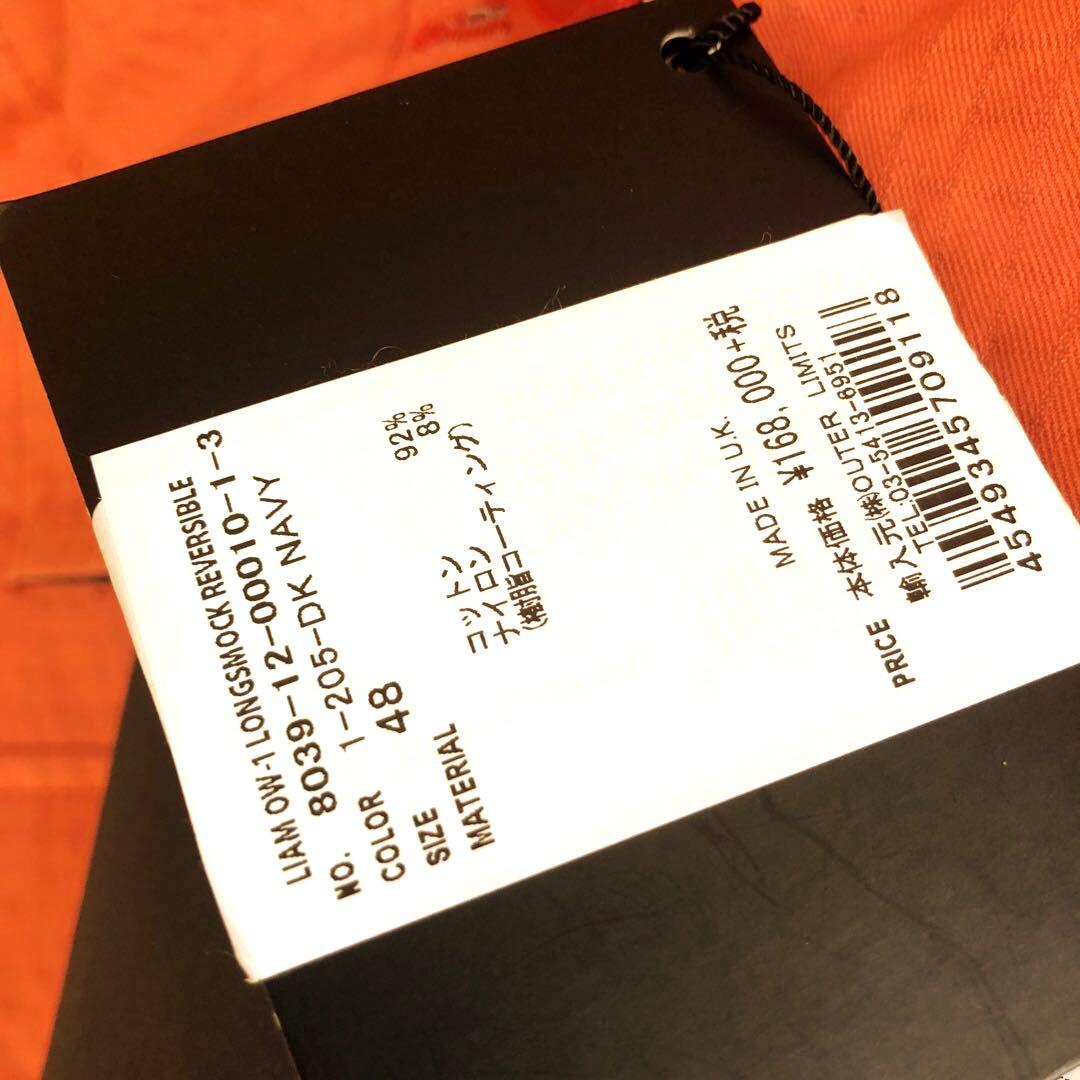 LIAM OW-1 LONGSMOCK REVERSIBLE
NO. 8039-12-00010-1-3
COLOR 1-205-DK NAVY
SIZE 48
MATERIAL
コットン 92%
ナイロン 8%
(樹脂コーティング)
MADE IN U.K.
PRICE 本体価格 ¥168,000+税
輸入元㈱OUTER LIMITS
TEL:03-5413-6951
4549345709118